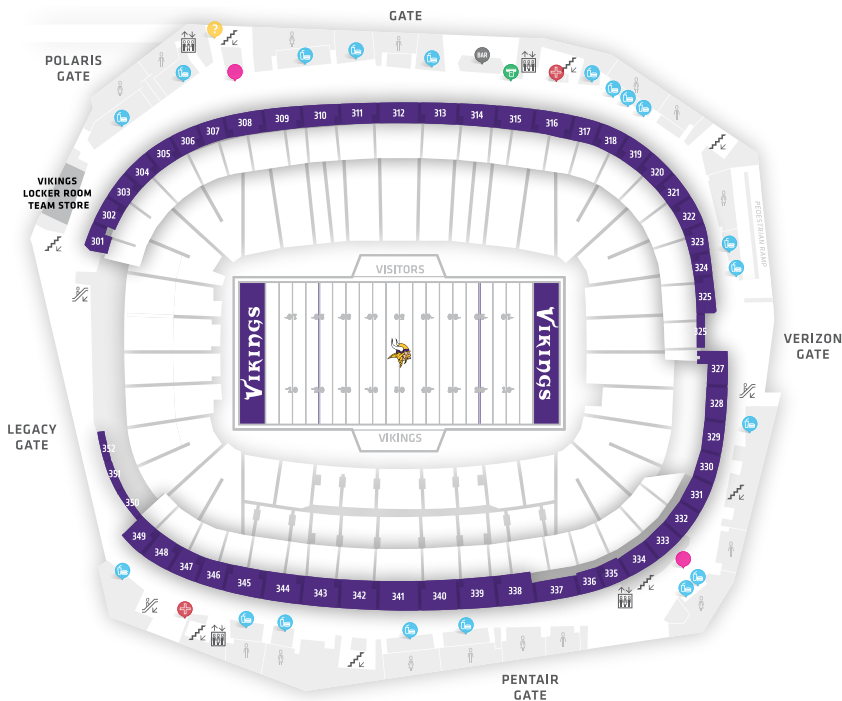 GATE
POLARIS
GATE
?
BAR
VIKINGS
LOCKER ROOM
TEAM STORE
301
302
303
304
305
306
307
308
309
310
311
312
313
314
315
316
317
318
319
320
321
322
323
324
325
325
PEDESTRIAN RAMP
VISITORS
VIKINGS
VIKINGS
VIKINGS
VERIZON
GATE
LEGACY
GATE
327
328
329
330
331
332
333
334
335
336
337
338
339
340
341
342
343
344
345
346
347
348
349
350
351
352
PENTAIR
GATE